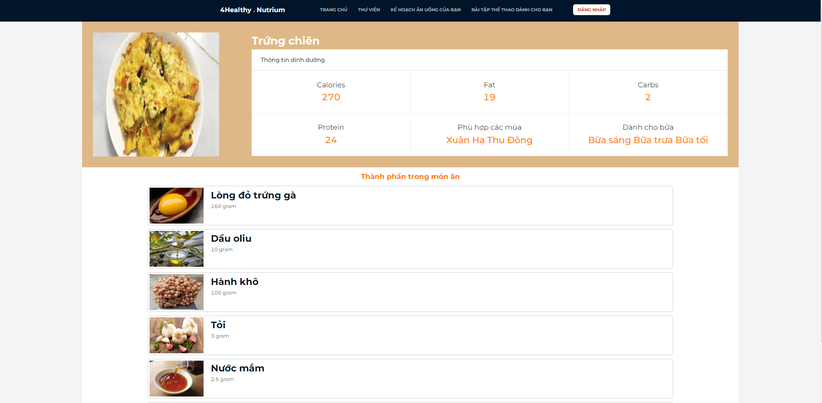 4Healthy . Nutrium TRANG CHỦ THƯ VIỆN KẾ HOẠCH ĂN UỐNG CỦA BẠN BÀI TẬP THỂ THAO DÀNH CHO BẠN ĐĂNG NHẬP
Trứng chiên
Thông tin dinh dưỡng
Calories Fat Carbs
270 19 2
Protein Phù hợp các mùa Dành cho bữa
24 Xuân Hạ Thu Đông Bữa sáng Bữa trưa Bữa tối
Thành phần trong món ăn
Lòng đỏ trứng gà
160 gram
Dầu oliu
10 gram
Hành khô
100 gram
Tỏi
3 gram
Nước mắm
2.5 gram